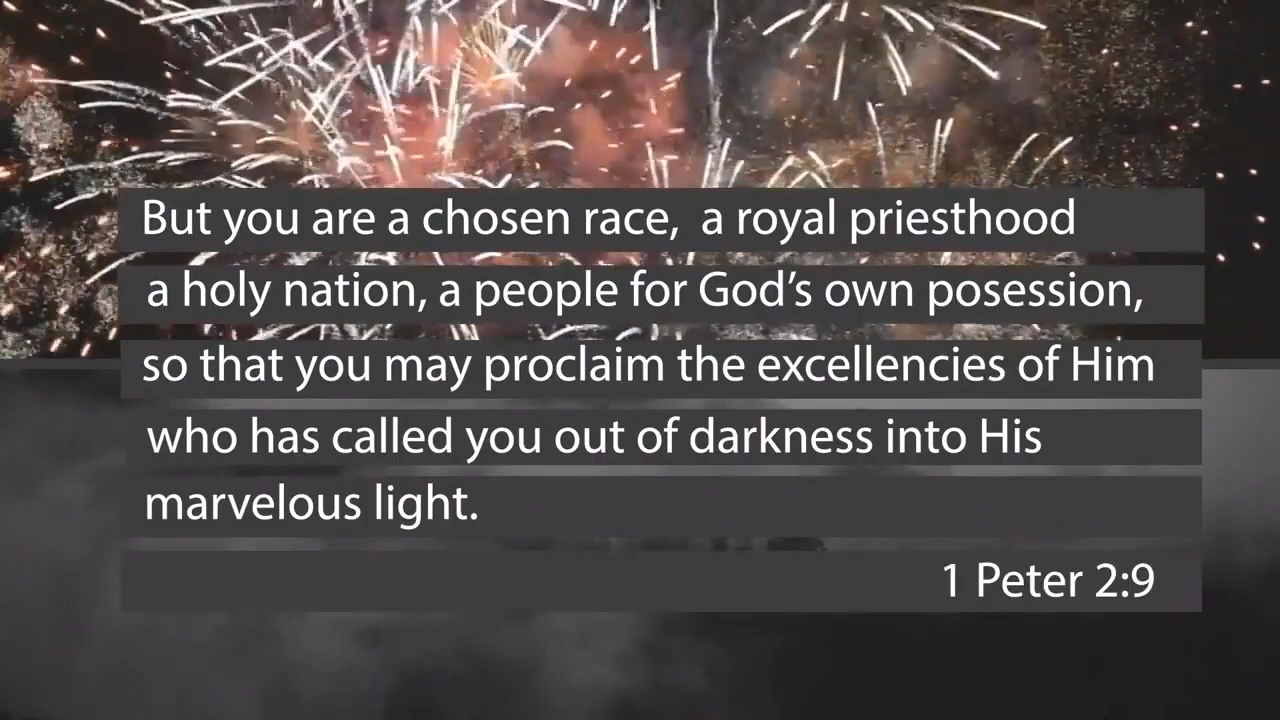 But you are a chosen race,  a royal priesthood
a holy nation, a people for God’s own posession,
so that you may proclaim the excellencies of Him
who has called you out of darkness into His
marvelous light.
1 Peter 2:9